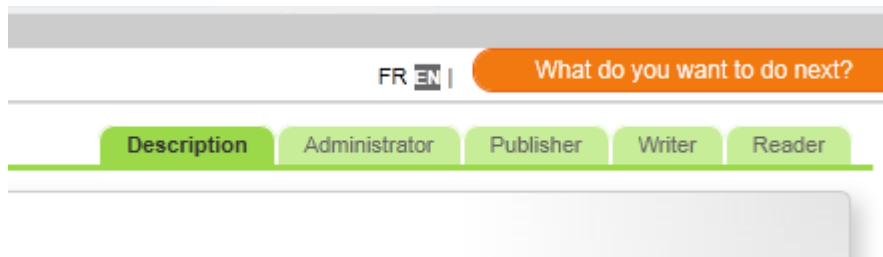 FR EN | What do you want to do next?
Description Administrator Publisher Writer Reader